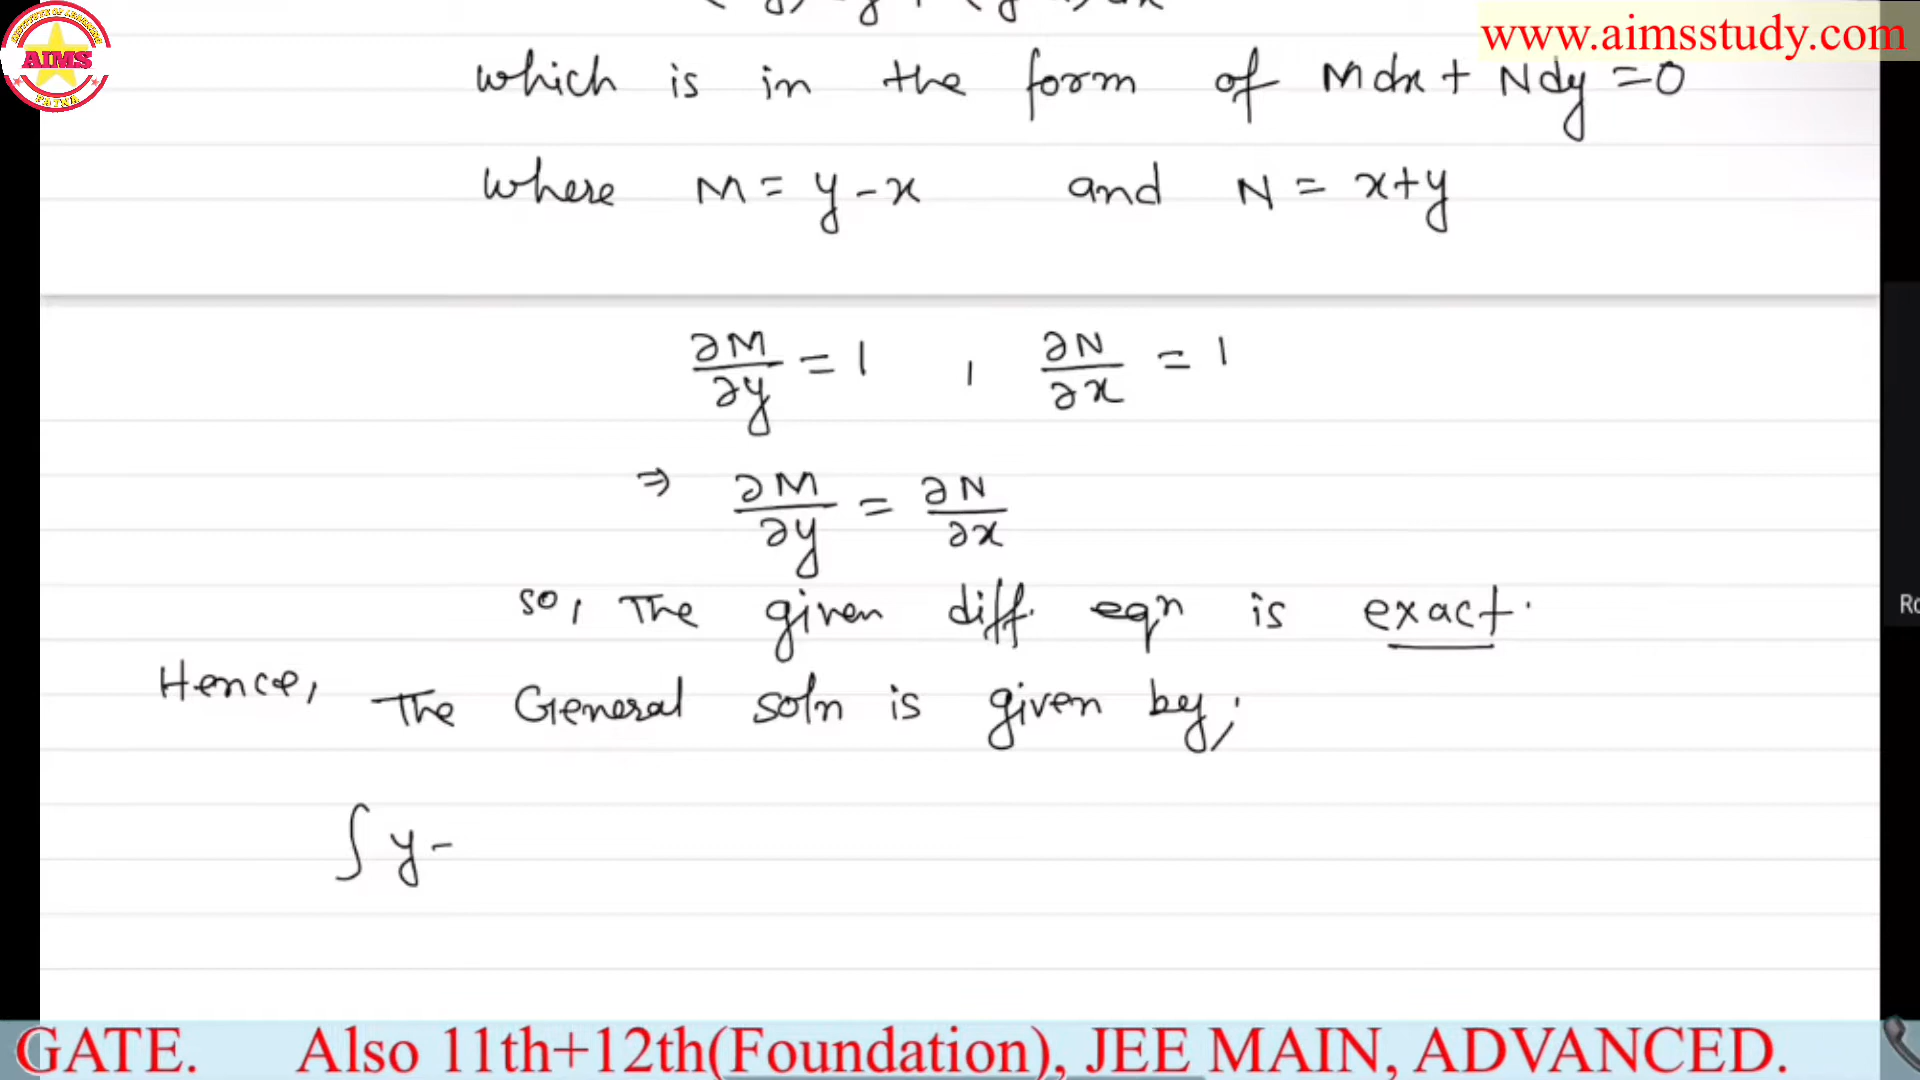 www.aimsstudy.com
AIMS
PATNA
which is in the form of Mdx + Ndy = 0
where M = y - x and N = x+y
∂M/∂y = 1 , ∂N/∂x = 1
⇒ ∂M/∂y = ∂N/∂x
so, The given diff. eqn is exact.
Hence, The General soln is given by;
∫ y -
GATE. Also 11th+12th(Foundation), JEE MAIN, ADVANCED.